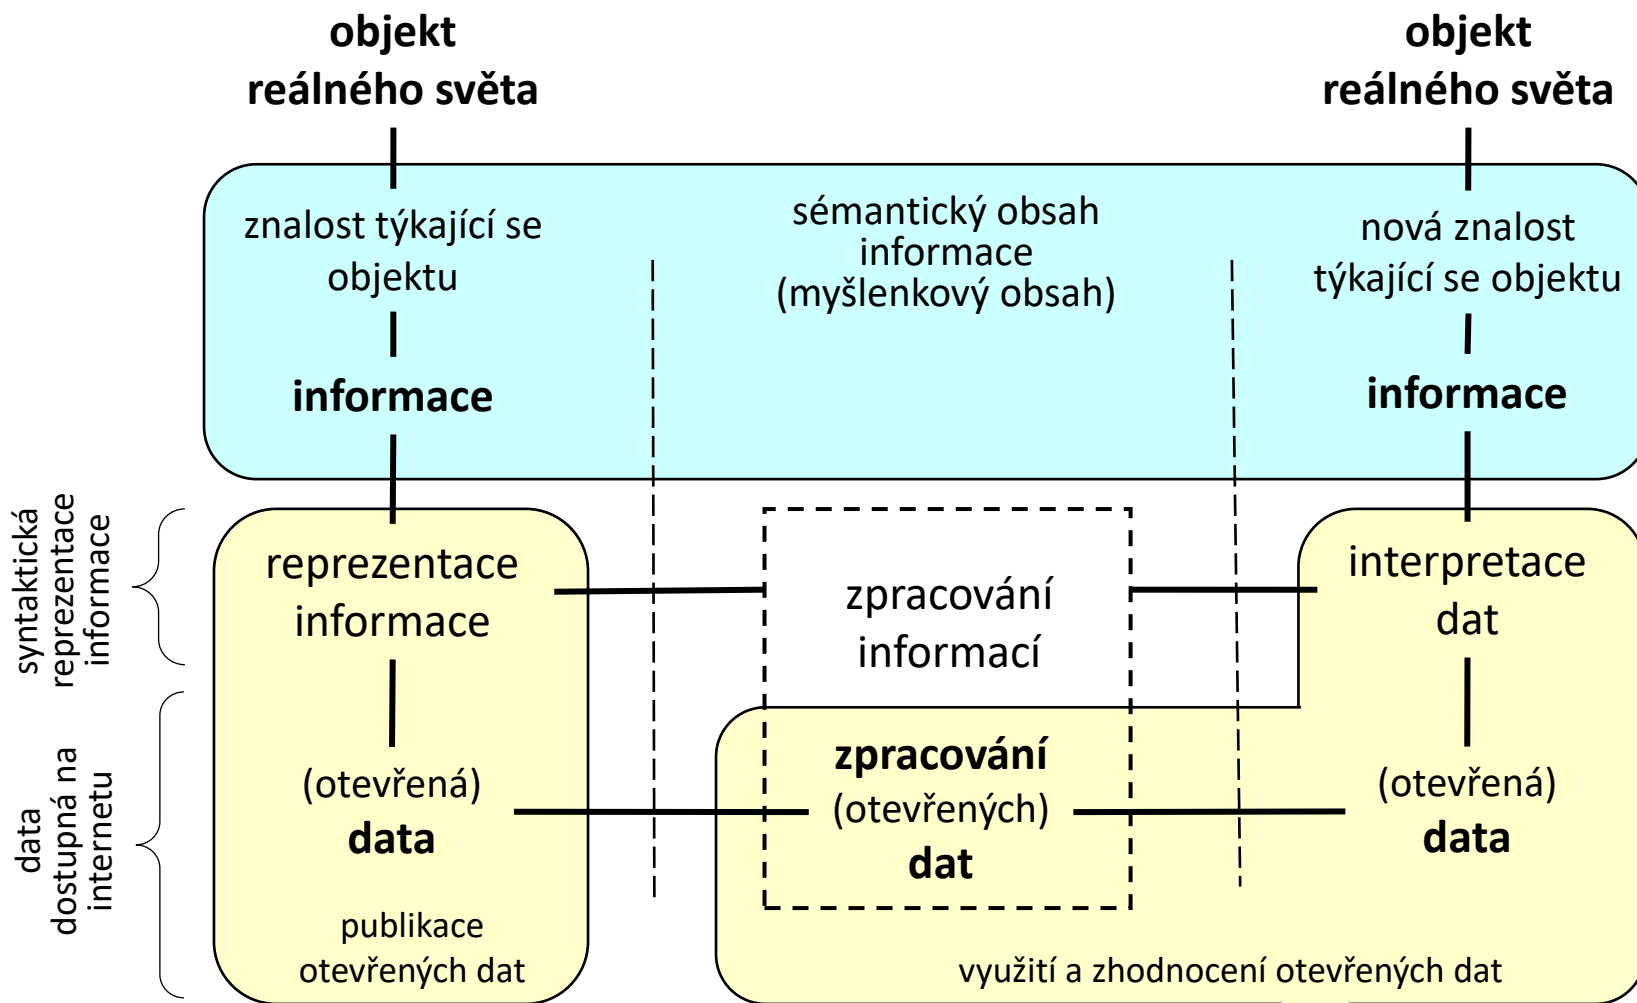 objekt
reálného světa
objekt
reálného světa
znalost týkající se
objektu
sémantický obsah
informace
(myšlenkový obsah)
nová znalost
týkající se objektu
informace
informace
syntaktická
reprezentace
informace
reprezentace
informace
zpracování
informací
interpretace
dat
data
dostupná na
internetu
(otevřená)
data
zpracování
(otevřených)
dat
(otevřená)
data
publikace
otevřených dat
využití a zhodnocení otevřených dat